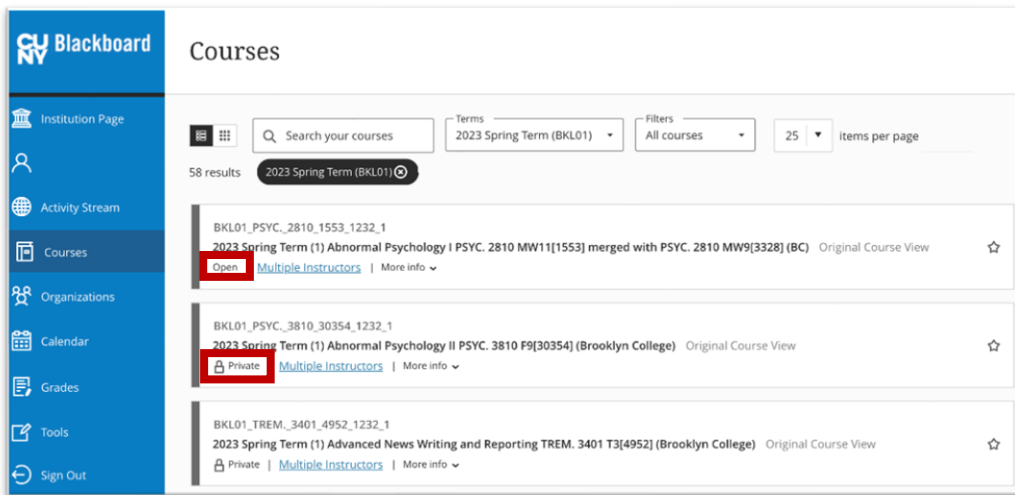 CUNY Blackboard
Institution Page
Activity Stream
Courses
Organizations
Calendar
Grades
Tools
Sign Out
Courses
Search your courses
Terms
2023 Spring Term (BKL01)
Filters
All courses
25 items per page
58 results 2023 Spring Term (BKL01)
BKL01_PSYC._2810_1553_1232_1
2023 Spring Term (1) Abnormal Psychology I PSYC. 2810 MW11[1553] merged with PSYC. 2810 MW9[3328] (BC) Original Course View
Open Multiple Instructors | More info
BKL01_PSYC._3810_30354_1232_1
2023 Spring Term (1) Abnormal Psychology II PSYC. 3810 F9[30354] (Brooklyn College) Original Course View
Private Multiple Instructors | More info
BKL01_TREM._3401_4952_1232_1
2023 Spring Term (1) Advanced News Writing and Reporting TREM. 3401 T3[4952] (Brooklyn College) Original Course View
Private | Multiple Instructors | More info